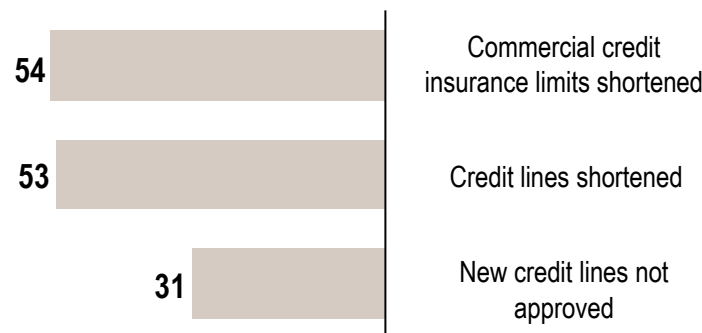 54
Commercial credit
insurance limits shortened
53
Credit lines shortened
31
New credit lines not
approved